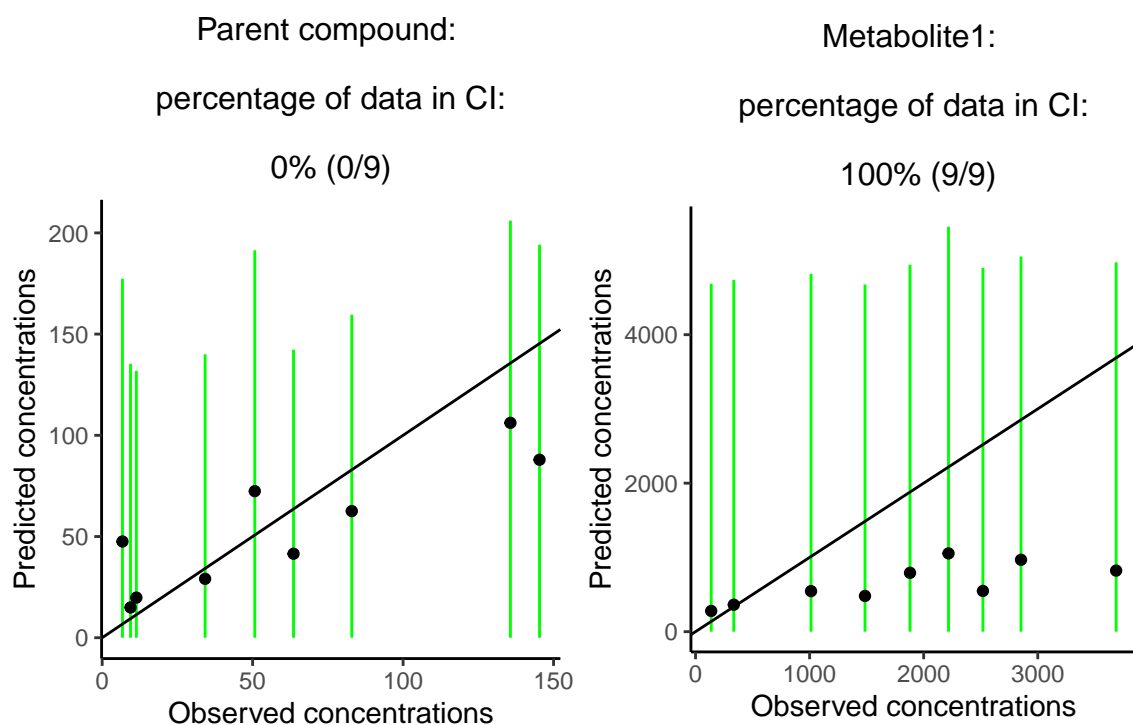 Parent compound:
percentage of data in CI:
0% (0/9)
200
150
100
50
0
Predicted concentrations
0
50
100
150
Observed concentrations
Metabolite1:
percentage of data in CI:
100% (9/9)
4000
2000
0
Predicted concentrations
0
1000
2000
3000
Observed concentrations